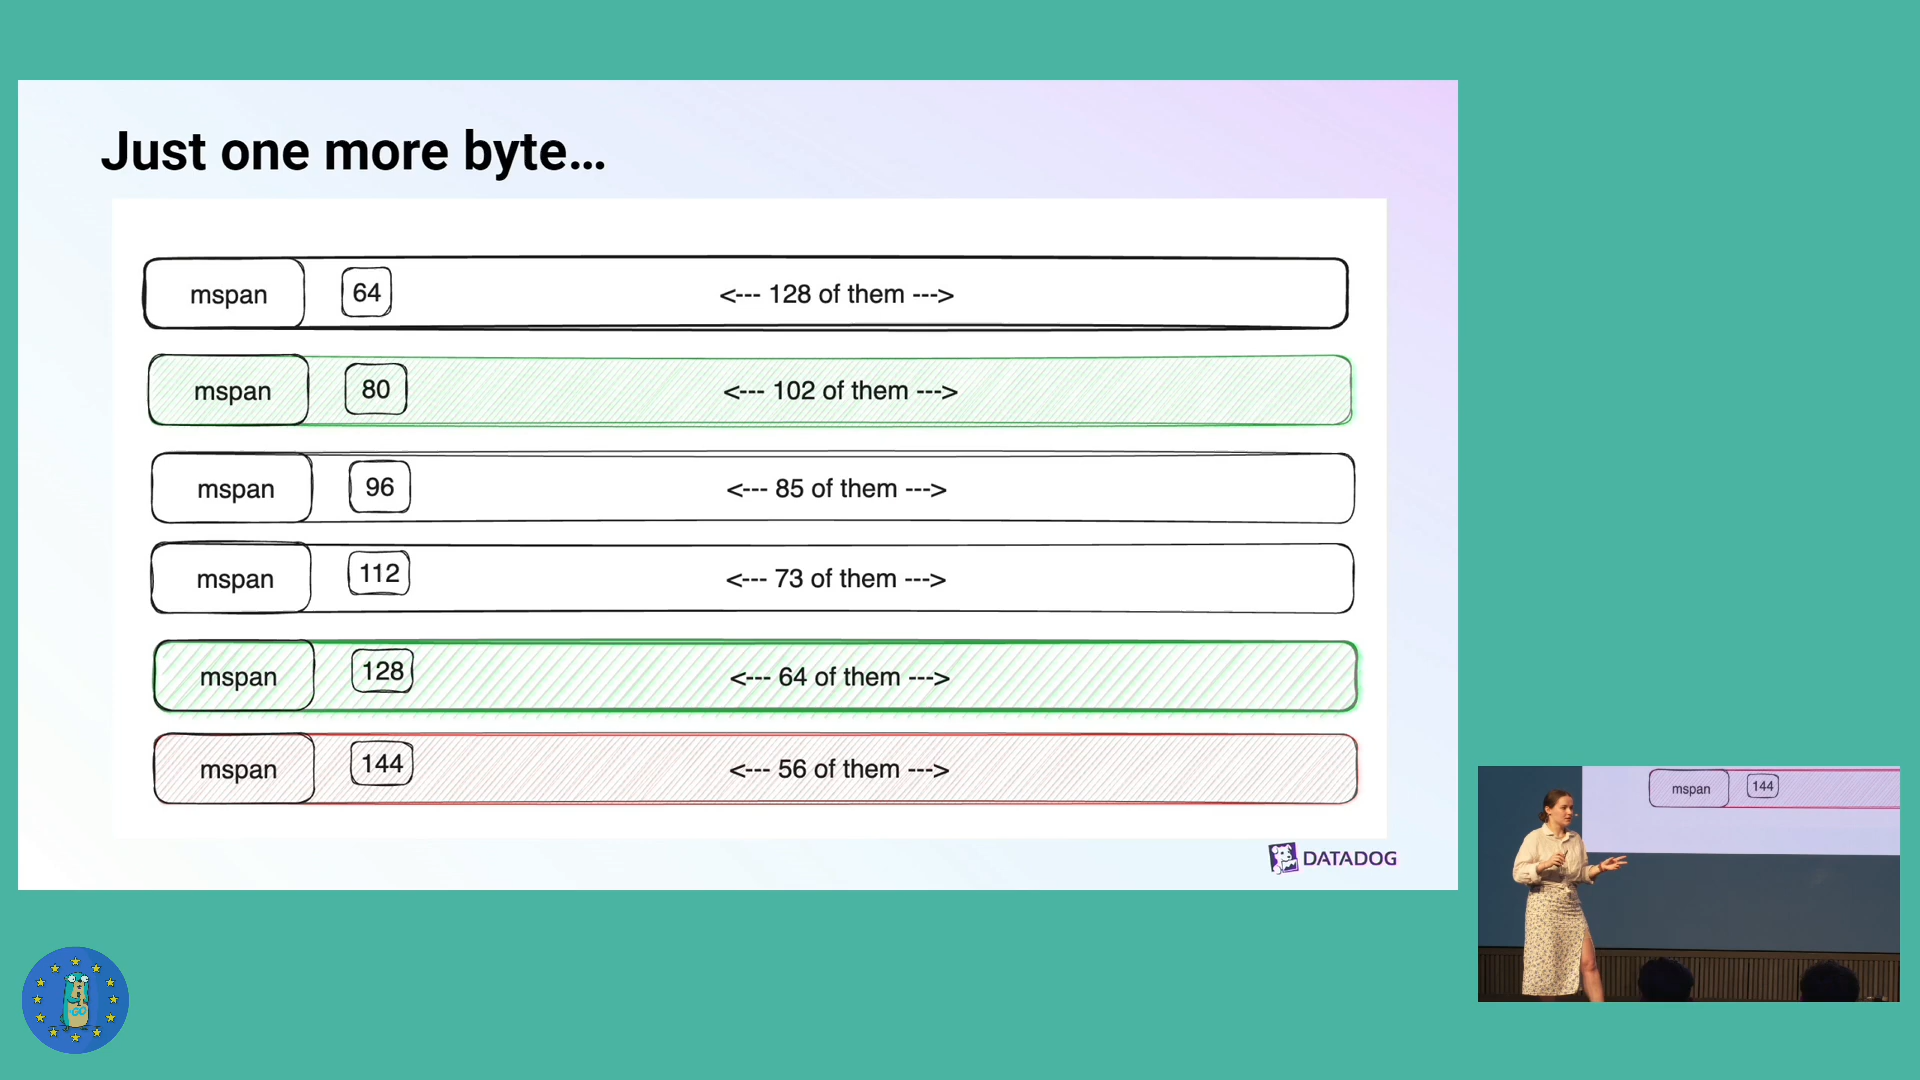 Just one more byte...
mspan 64 <--- 128 of them --->
mspan 80 <--- 102 of them --->
mspan 96 <--- 85 of them --->
mspan 112 <--- 73 of them --->
mspan 128 <--- 64 of them --->
mspan 144 <--- 56 of them --->
DATADOG
mspan 144
GO